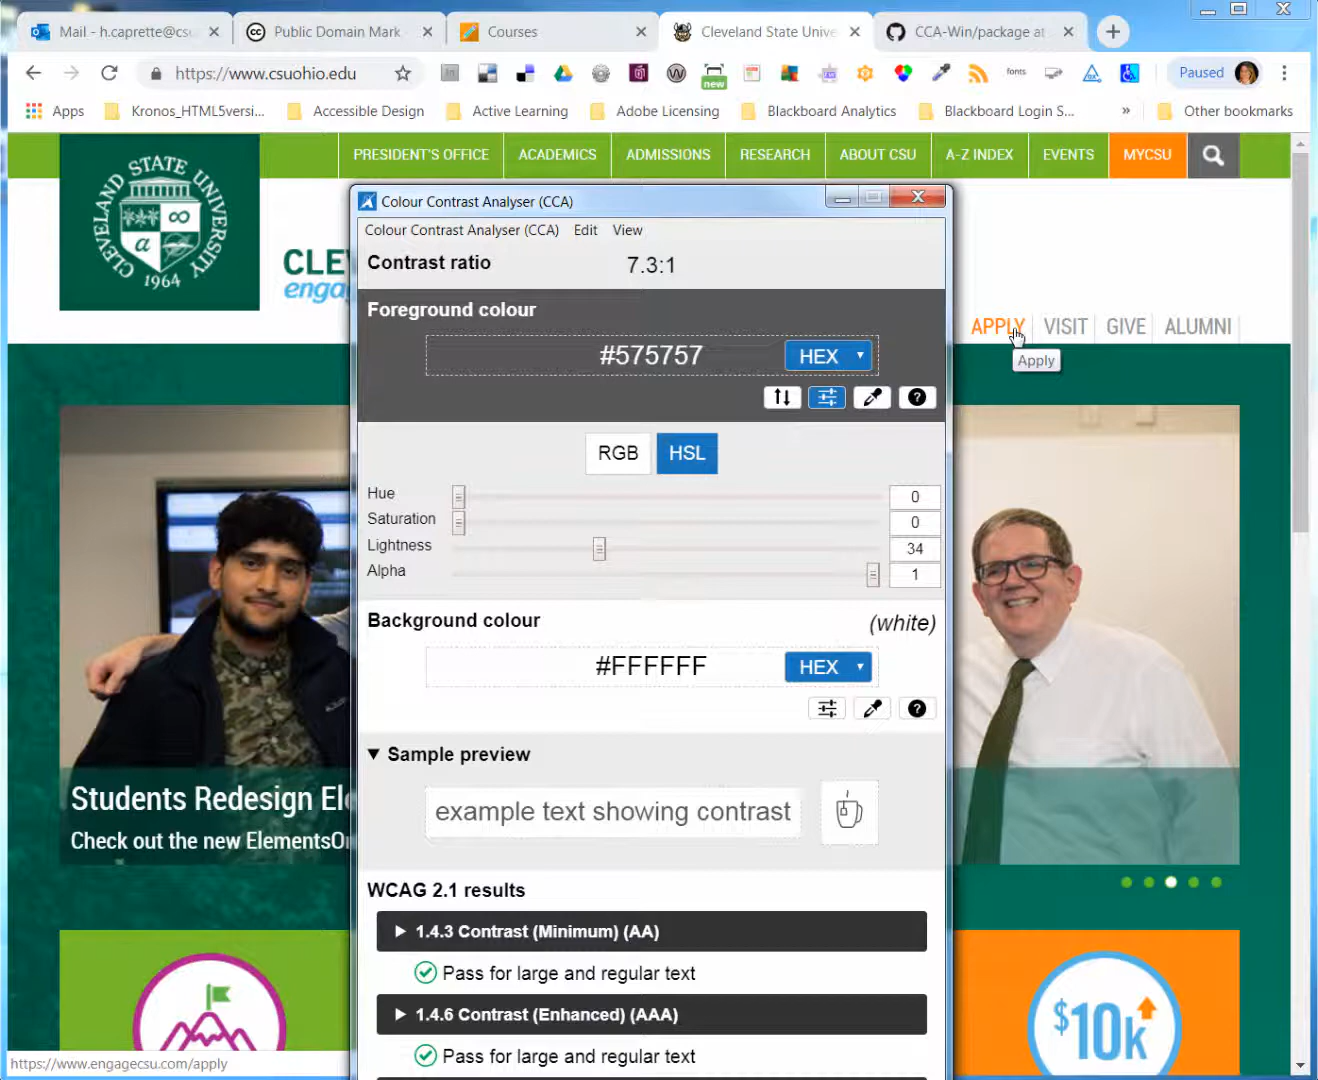 Mail - h.caprette@cs
Public Domain Mark
Courses
Cleveland State Unive
CCA-Win/package at
https://www.csuohio.edu
new
fonts
Paused
Apps
Kronos_HTML5versi...
Accessible Design
Active Learning
Adobe Licensing
Blackboard Analytics
Blackboard Login S...
»
Other bookmarks
PRESIDENT'S OFFICE
ACADEMICS
ADMISSIONS
RESEARCH
ABOUT CSU
A-Z INDEX
EVENTS
MYCSU
CLEVELAND STATE UNIVERSITY
1964
CLE
enga
APPLY
VISIT
GIVE
ALUMNI
Apply
Colour Contrast Analyser (CCA)
Colour Contrast Analyser (CCA) Edit View
Contrast ratio 7.3:1
Foreground colour
#575757 HEX
RGB HSL
Hue 0
Saturation 0
Lightness 34
Alpha 1
Background colour (white)
#FFFFFF HEX
▼ Sample preview
example text showing contrast
WCAG 2.1 results
1.4.3 Contrast (Minimum) (AA)
Pass for large and regular text
1.4.6 Contrast (Enhanced) (AAA)
Pass for large and regular text
Students Redesign El
Check out the new ElementsO
$10k
https://www.engagecsu.com/apply